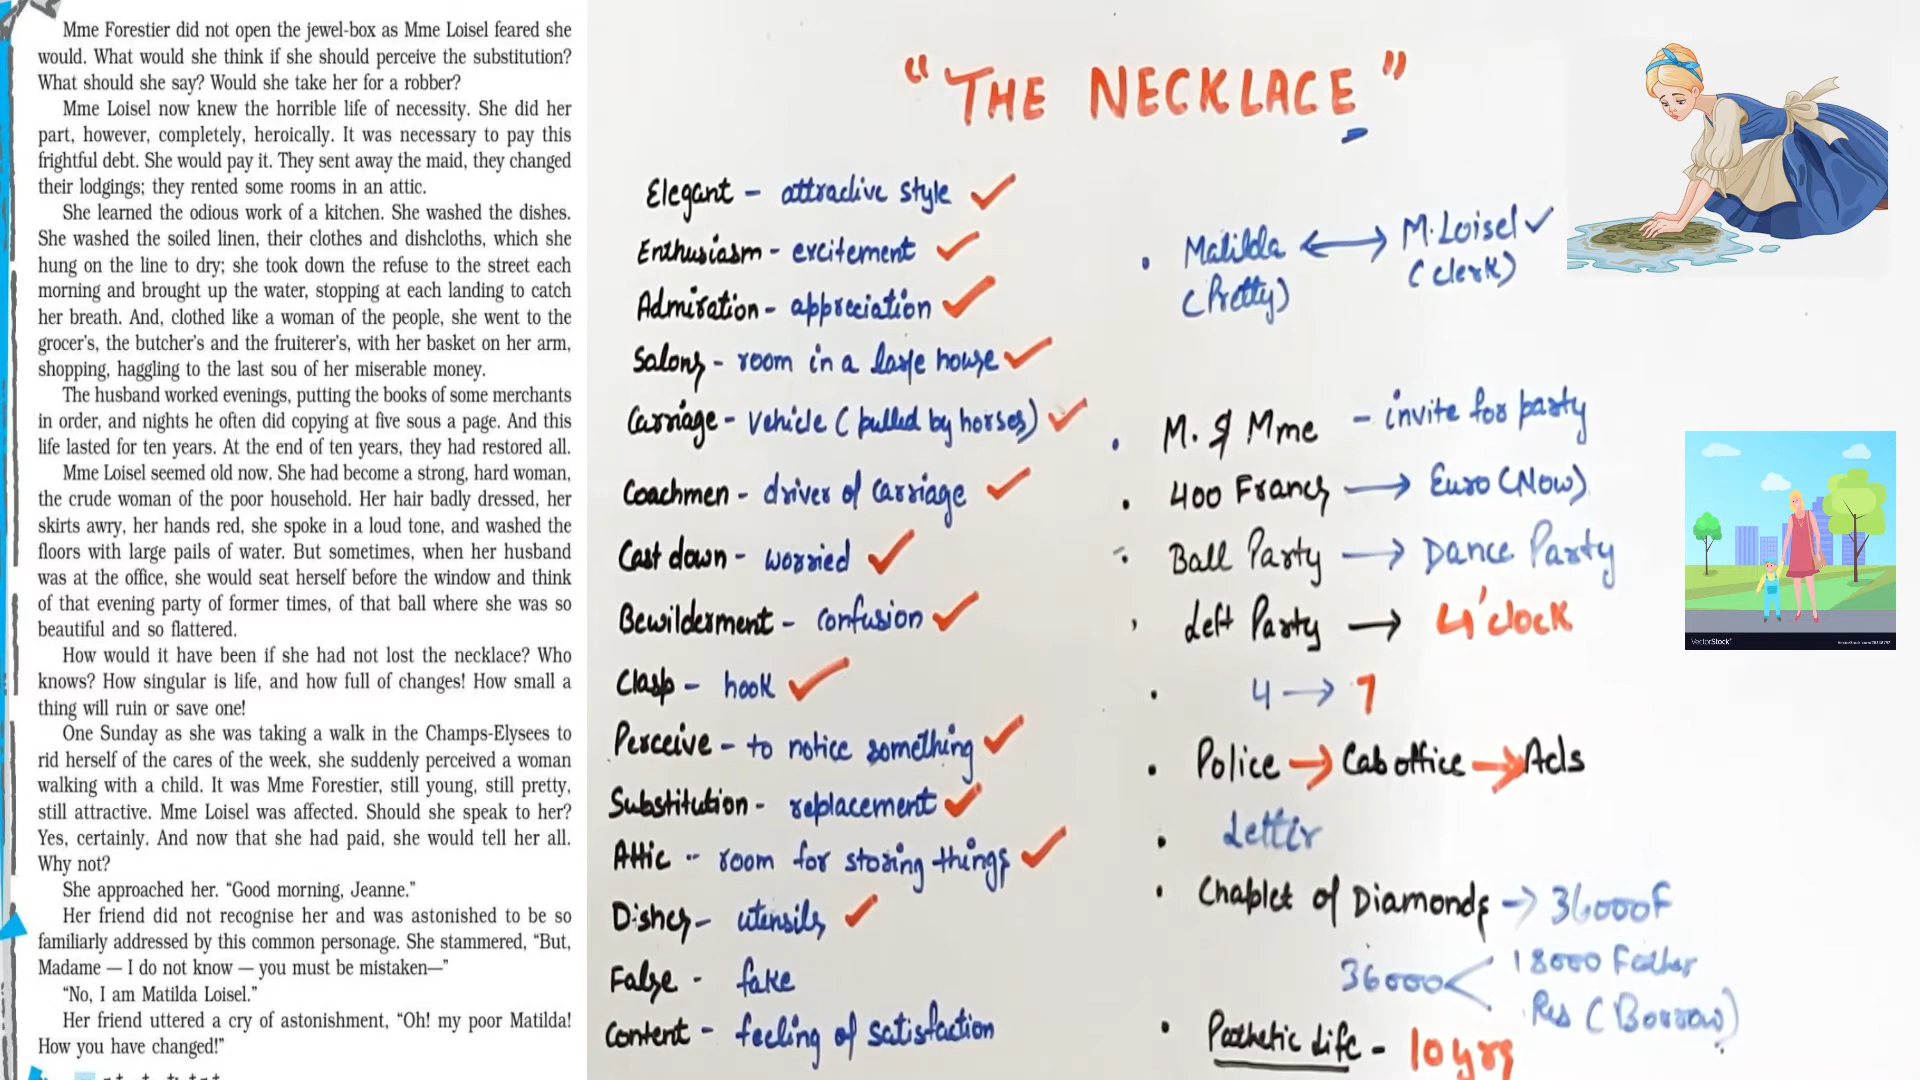 Mme Forestier did not open the jewel-box as Mme Loisel feared she
would. What would she think if she should perceive the substitution?
What should she say? Would she take her for a robber?
Mme Loisel now knew the horrible life of necessity. She did her
part, however, completely, heroically. It was necessary to pay this
frightful debt. She would pay it. They sent away the maid, they changed
their lodgings; they rented some rooms in an attic.
She learned the odious work of a kitchen. She washed the dishes.
She washed the soiled linen, their clothes and dishcloths, which she
hung on the line to dry; she took down the refuse to the street each
morning and brought up the water, stopping at each landing to catch
her breath. And, clothed like a woman of the people, she went to the
grocer's, the butcher's and the fruiterer's, with her basket on her arm,
shopping, haggling to the last sou of her miserable money.
The husband worked evenings, putting the books of some merchants
in order, and nights he often did copying at five sous a page. And this
life lasted for ten years. At the end of ten years, they had restored all.
Mme Loisel seemed old now. She had become a strong, hard woman,
the crude woman of the poor household. Her hair badly dressed, her
skirts awry, her hands red, she spoke in a loud tone, and washed the
floors with large pails of water. But sometimes, when her husband
was at the office, she would seat herself before the window and think
of that evening party of former times, of that ball where she was so
beautiful and so flattered.
How would it have been if she had not lost the necklace? Who
knows? How singular is life, and how full of changes! How small a
thing will ruin or save one!
One Sunday as she was taking a walk in the Champs-Elysees to
rid herself of the cares of the week, she suddenly perceived a woman
walking with a child. It was Mme Forestier, still young, still pretty,
still attractive. Mme Loisel was affected. Should she speak to her?
Yes, certainly. And now that she had paid, she would tell her all.
Why not?
She approached her. “Good morning, Jeanne.”
Her friend did not recognise her and was astonished to be so
familiarly addressed by this common personage. She stammered, “But,
Madame — I do not know — you must be mistaken—”
“No, I am Matilda Loisel.”
Her friend uttered a cry of astonishment, “Oh! my poor Matilda!
How you have changed!”
“THE NECKLACE”
Elegant - attractive style
Enthusiasm - excitement
Admiration - appreciation
Salons - room in a large house
Carriage - vehicle (pulled by horses)
Coachmen - driver of carriage
Cast down - worried
Bewilderment - confusion
Clasp - hook
Perceive - to notice something
Substitution - replacement
Attic - room for storing things
Dishes - utensils
False - fake
Content - feeling of satisfaction
• Matilda ↔ M. Loisel
(Pretty) (clerk)
• M. & Mme - invite for party
• 400 Francs → Euro (Now)
• Ball Party → Dance Party
• Left Party → 4'clock
• 4 → 7
• Police → Cab office → Ads
• Letter
• Chaplet of Diamonds → 36000F
36000 < 18000 Father
Res (Borrow)
• Pathetic Life - 10 yrs
VectorStock